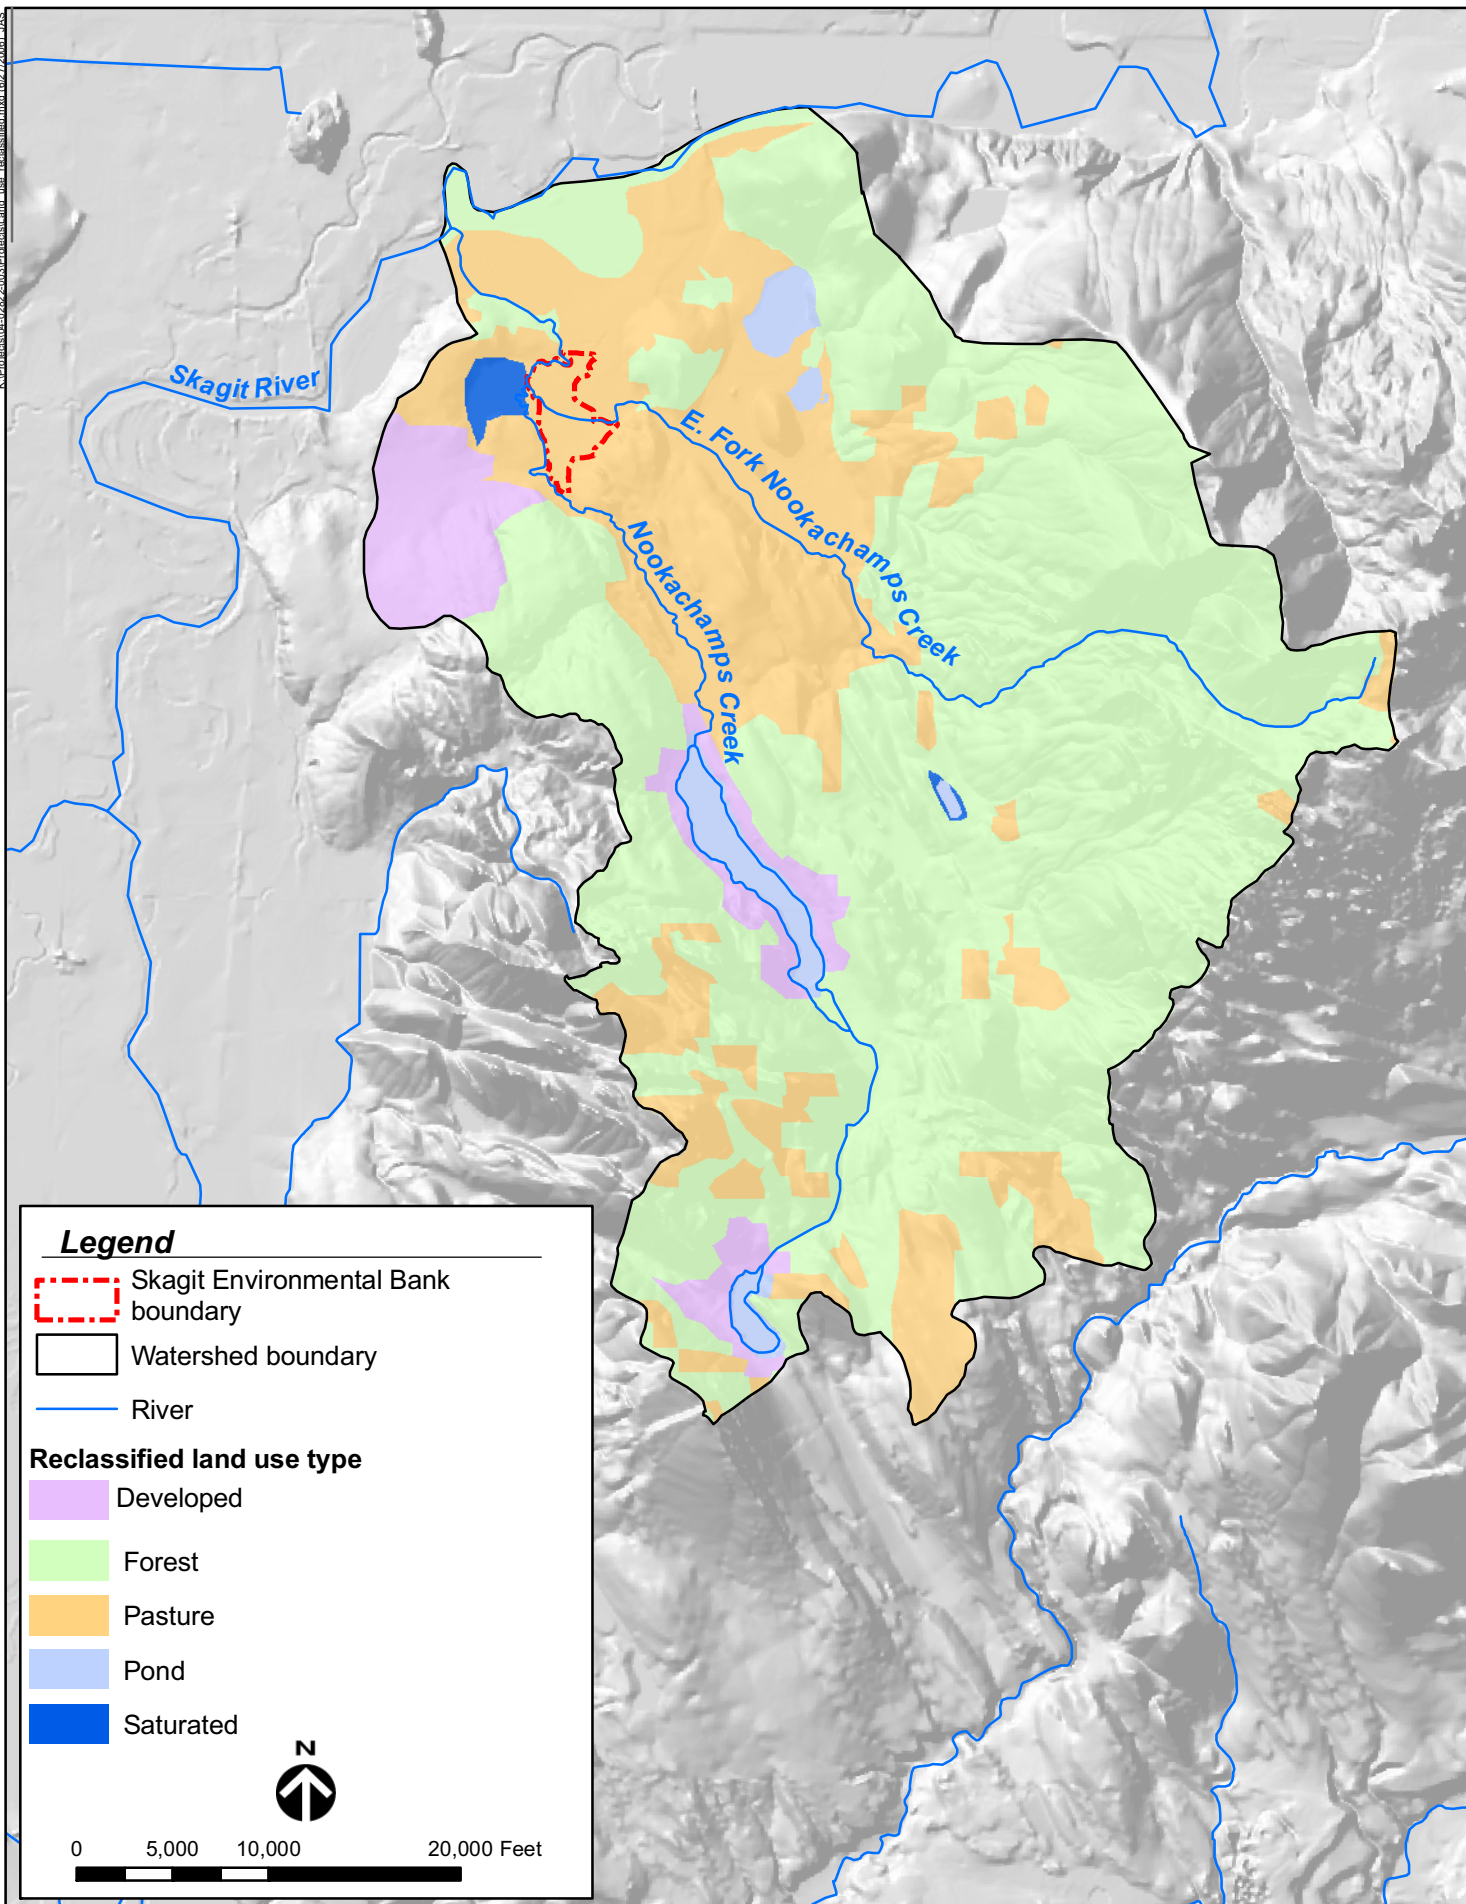 Skagit River
E. Fork Nookachamps Creek
Nookachamps Creek
Legend
Skagit Environmental Bank
boundary
Watershed boundary
River
Reclassified land use type
Developed
Forest
Pasture
Pond
Saturated
N
0 5,000 10,000 20,000 Feet